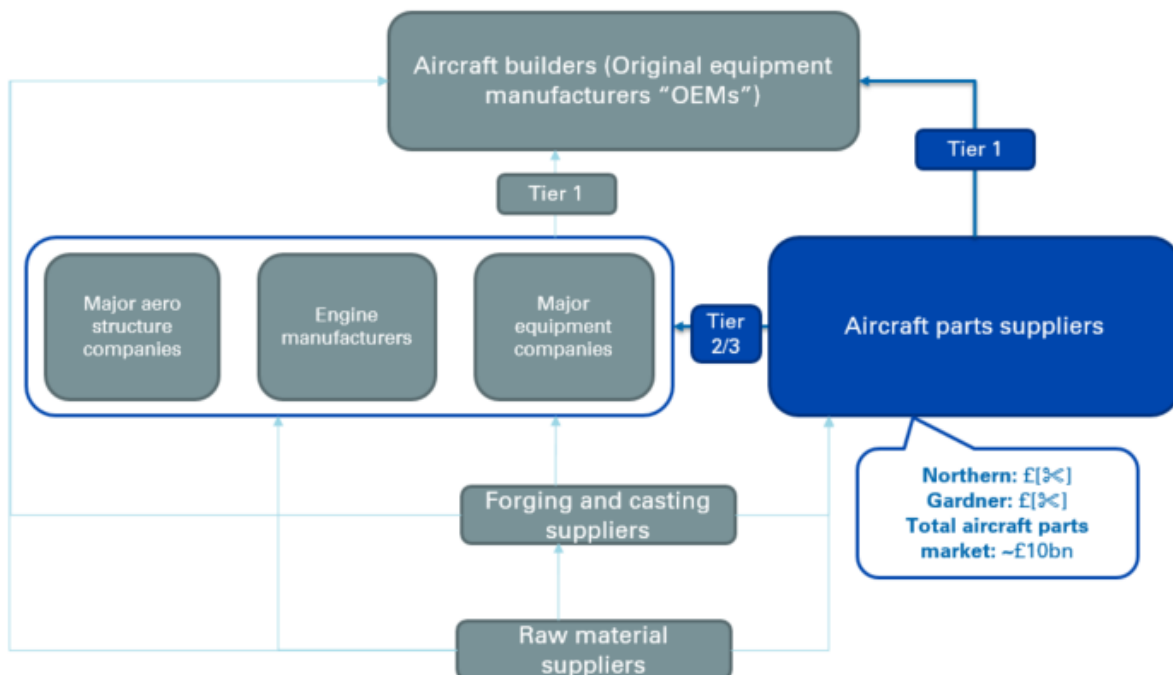 Aircraft builders (Original equipment
manufacturers “OEMs”)
Tier 1
Tier 1
Major aero
structure
companies
Engine
manufacturers
Major
equipment
companies
Tier
2/3
Aircraft parts suppliers
Northern: £[✂]
Gardner: £[✂]
Total aircraft parts
market: ~£10bn
Forging and casting
suppliers
Raw material
suppliers